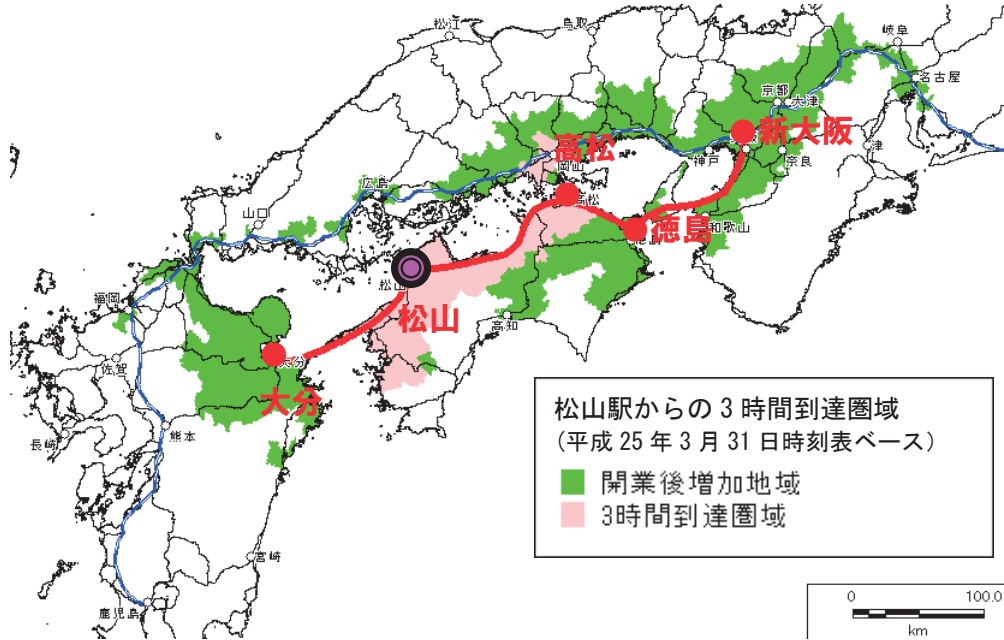 松江
鳥取
岐阜
名古屋
京都
大津
新大阪
高松
岡山
神戸
奈良
津
広島
高松
山口
徳島
和歌山
松山
松山
福岡
高知
大分
佐賀
大分
長崎
熊本
宮崎
鹿児島
松山駅からの3時間到達圏域
(平成25年3月31日時刻表ベース)
開業後増加地域
3時間到達圏域
0 100.0
km